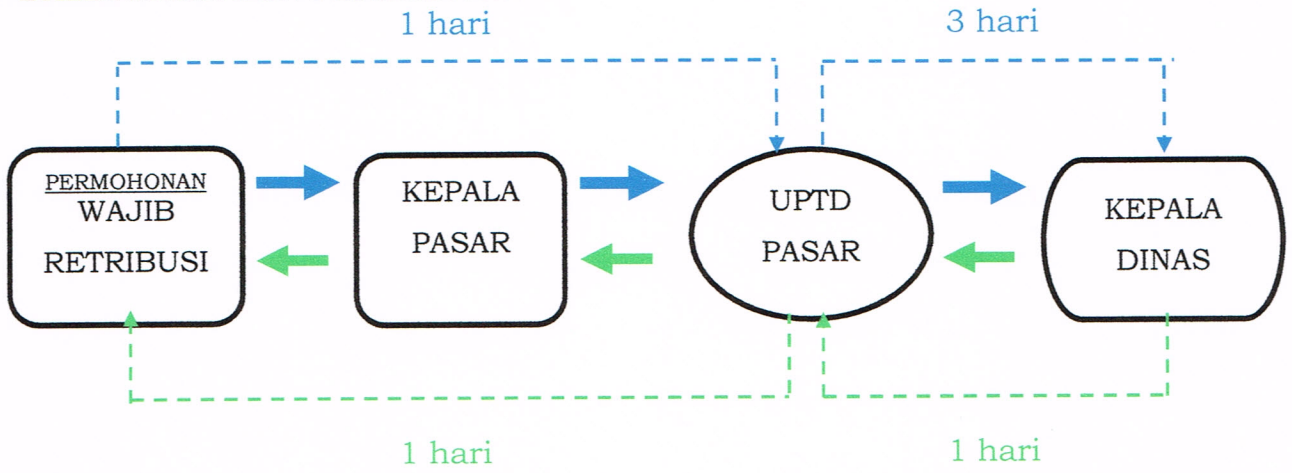 1 hari
3 hari
PERMOHONAN
WAJIB
RETRIBUSI
KEPALA
PASAR
UPTD
PASAR
KEPALA
DINAS
1 hari
1 hari